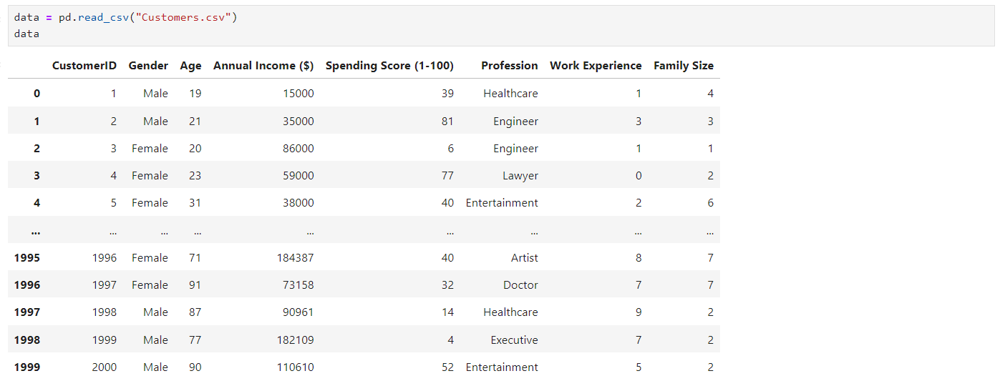 data = pd.read_csv("Customers.csv")
data
CustomerID Gender Age Annual Income ($) Spending Score (1-100) Profession Work Experience Family Size
0 1 Male 19 15000 39 Healthcare 1 4
1 2 Male 21 35000 81 Engineer 3 3
2 3 Female 20 86000 6 Engineer 1 1
3 4 Female 23 59000 77 Lawyer 0 2
4 5 Female 31 38000 40 Entertainment 2 6
... ... ... ... ... ... ... ... ...
1995 1996 Female 71 184387 40 Artist 8 7
1996 1997 Female 91 73158 32 Doctor 7 7
1997 1998 Male 87 90961 14 Healthcare 9 2
1998 1999 Male 77 182109 4 Executive 7 2
1999 2000 Male 90 110610 52 Entertainment 5 2